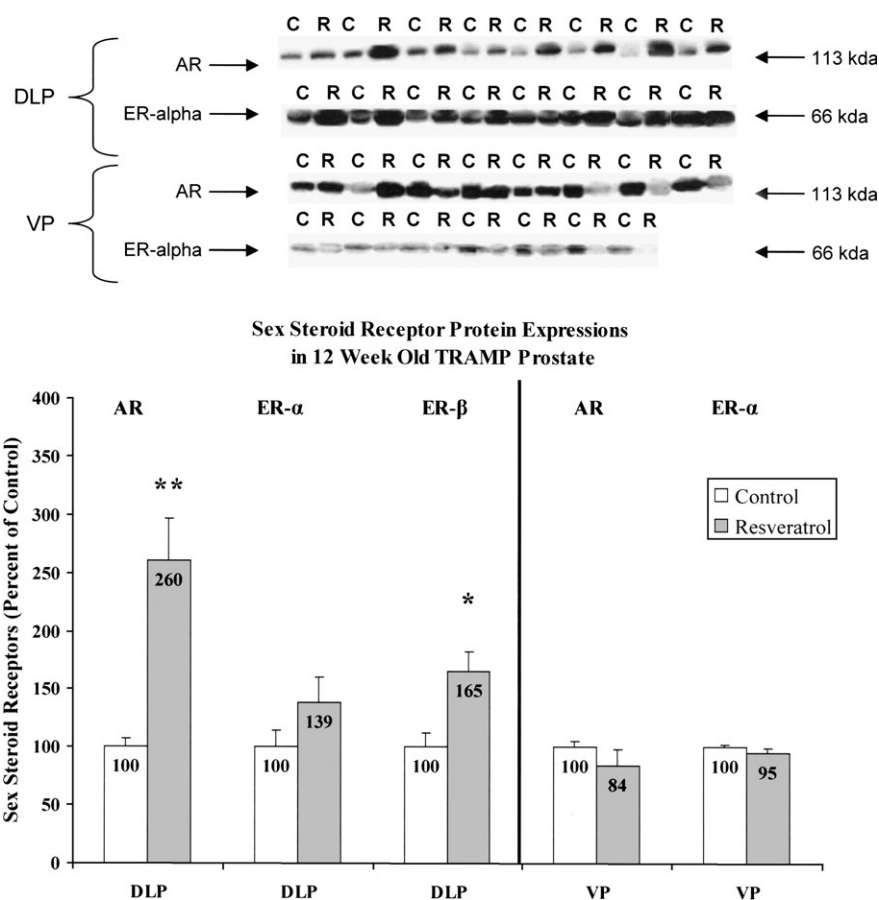 C R C R C R C R C R C R C R C R
DLP
AR 113 kda
C R C R C R C R C R C R C R C R
ER-alpha 66 kda
C R C R C R C R C R C R C R C R
VP
AR 113 kda
C R C R C R C R C R C R C R
ER-alpha 66 kda
Sex Steroid Receptor Protein Expressions
in 12 Week Old TRAMP Prostate
Sex Steroid Receptors (Percent of Control)
400
350
300
250
200
150
100
50
0
AR ER-α ER-β AR ER-α
** *
Control
Resveratrol
100 260 100 139 100 165 100 84 100 95
DLP DLP DLP VP VP